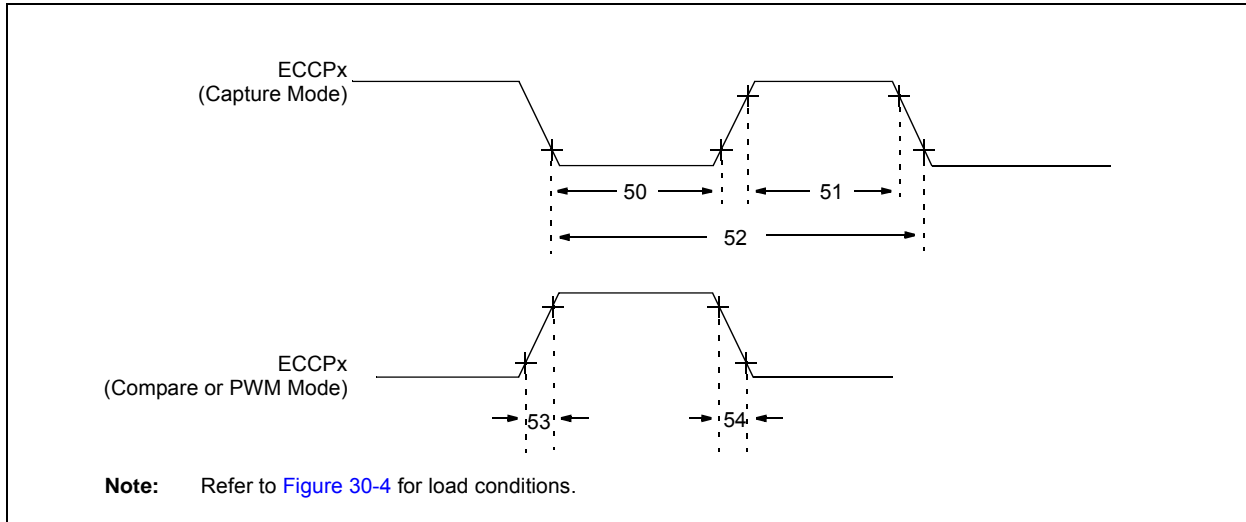 ECCPx
(Capture Mode)
50
51
52
ECCPx
(Compare or PWM Mode)
53
54
Note: Refer to Figure 30-4 for load conditions.